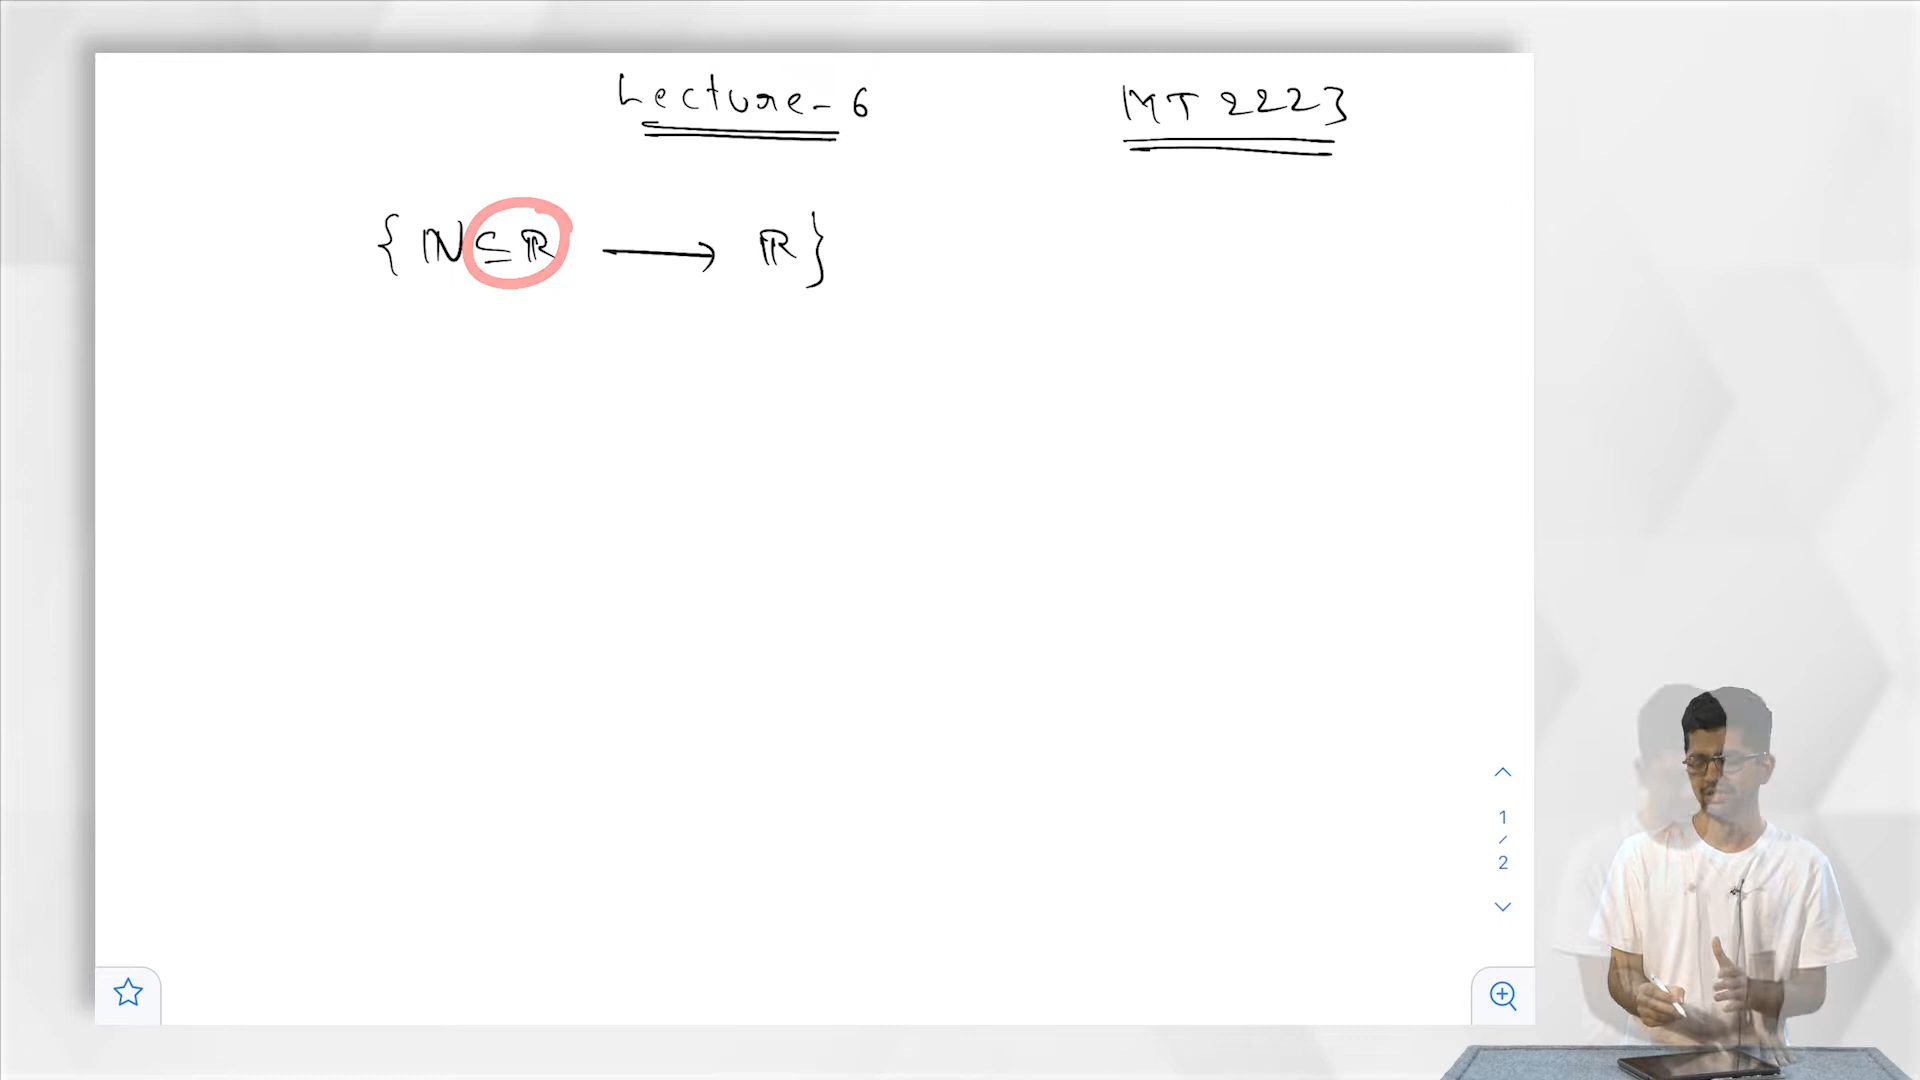 Lecture-6
MT 2223
{ ℕ ⊆ ℝ ⟶ ℝ }
1
/
2